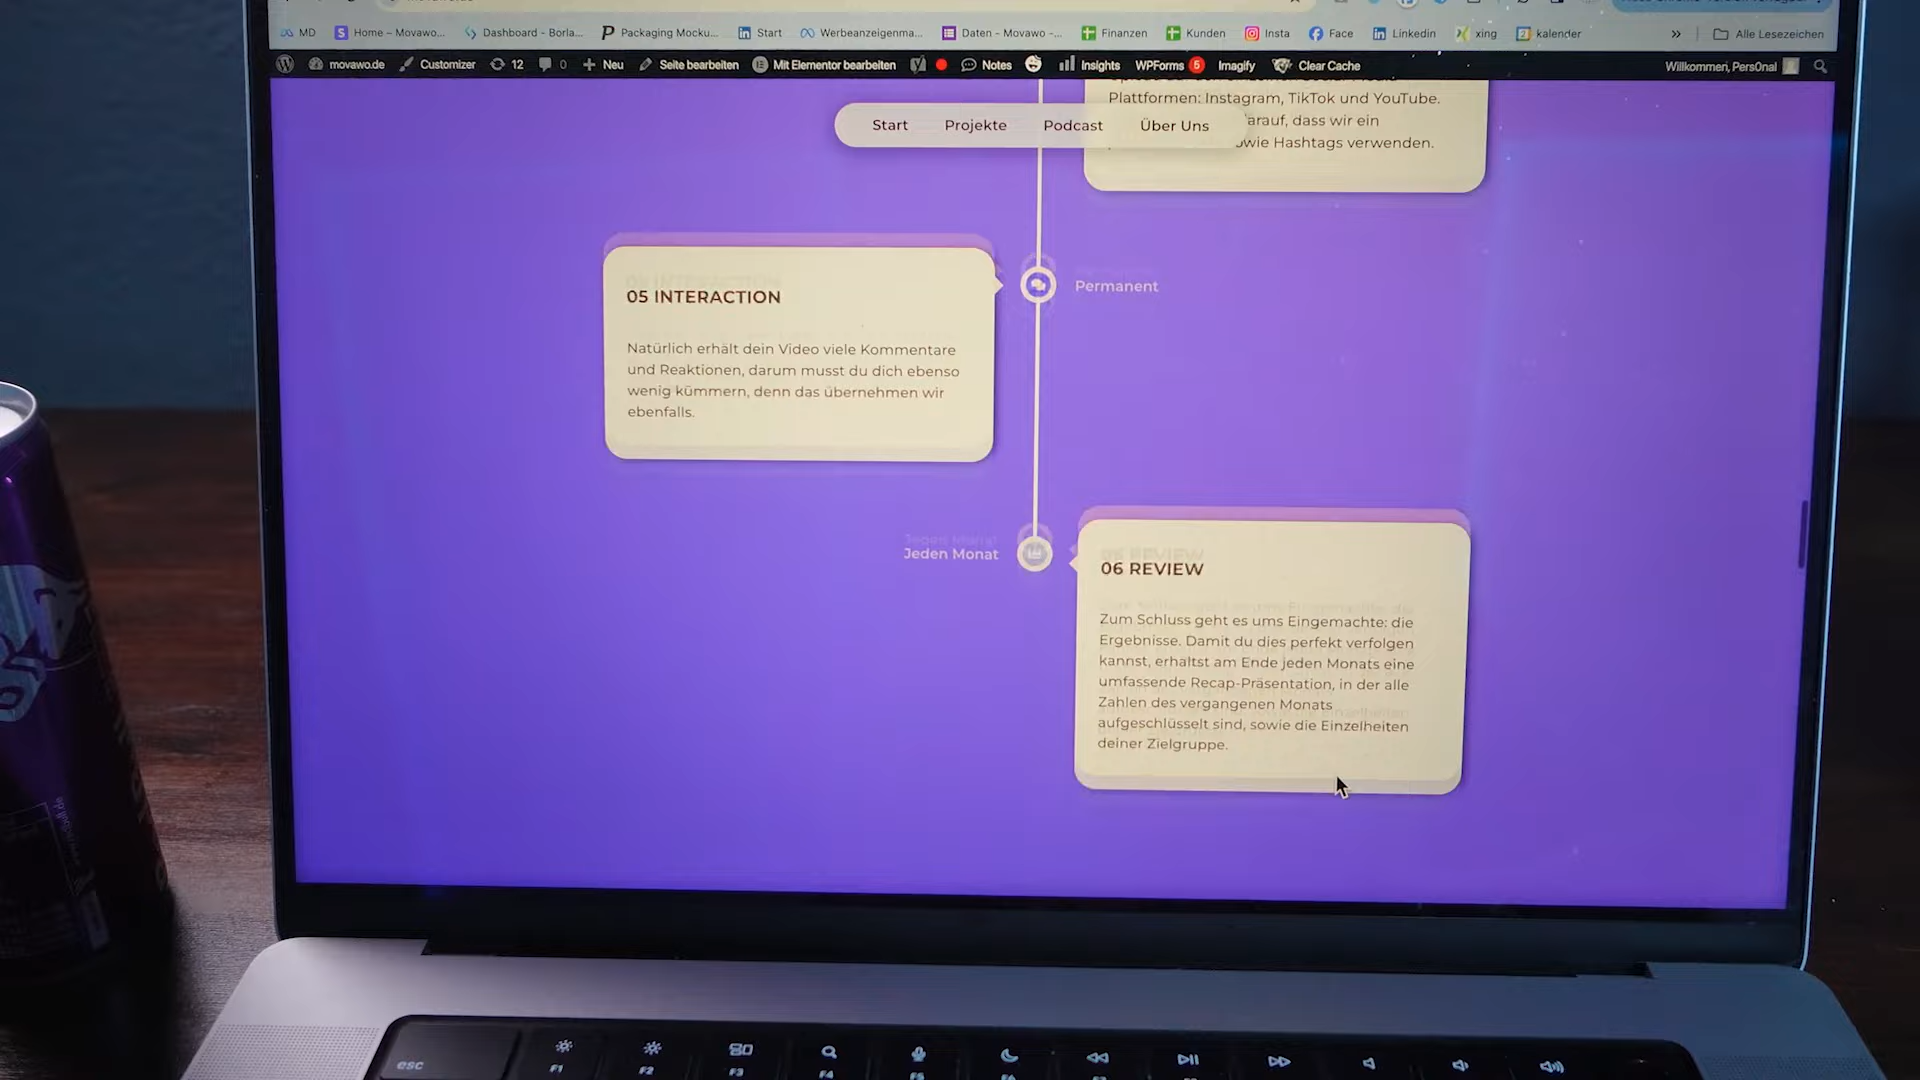 MD Home – Movawo... Dashboard - Borla... Packaging Mocku... Start Werbeanzeigenma... Daten - Movawo -... Finanzen Kunden Insta Face Linkedin xing kalender » Alle Lesezeichen
movawo.de Customizer 12 0 + Neu Seite bearbeiten Mit Elementor bearbeiten Notes Insights WPForms 5 Imagify Clear Cache Willkommen, Pers0nal
Plattformen: Instagram, TikTok und YouTube.
Start Projekte Podcast Über Uns
arauf, dass wir ein
owie Hashtags verwenden.
05 INTERACTION
Permanent
Natürlich erhält dein Video viele Kommentare
und Reaktionen, darum musst du dich ebenso
wenig kümmern, denn das übernehmen wir
ebenfalls.
Jeden Monat
06 REVIEW
Zum Schluss geht es ums Eingemachte: die
Ergebnisse. Damit du dies perfekt verfolgen
kannst, erhaltst am Ende jeden Monats eine
umfassende Recap-Präsentation, in der alle
Zahlen des vergangenen Monats
aufgeschlüsselt sind, sowie die Einzelheiten
deiner Zielgruppe.
esc F1 F2 F3 F4 F5 F6